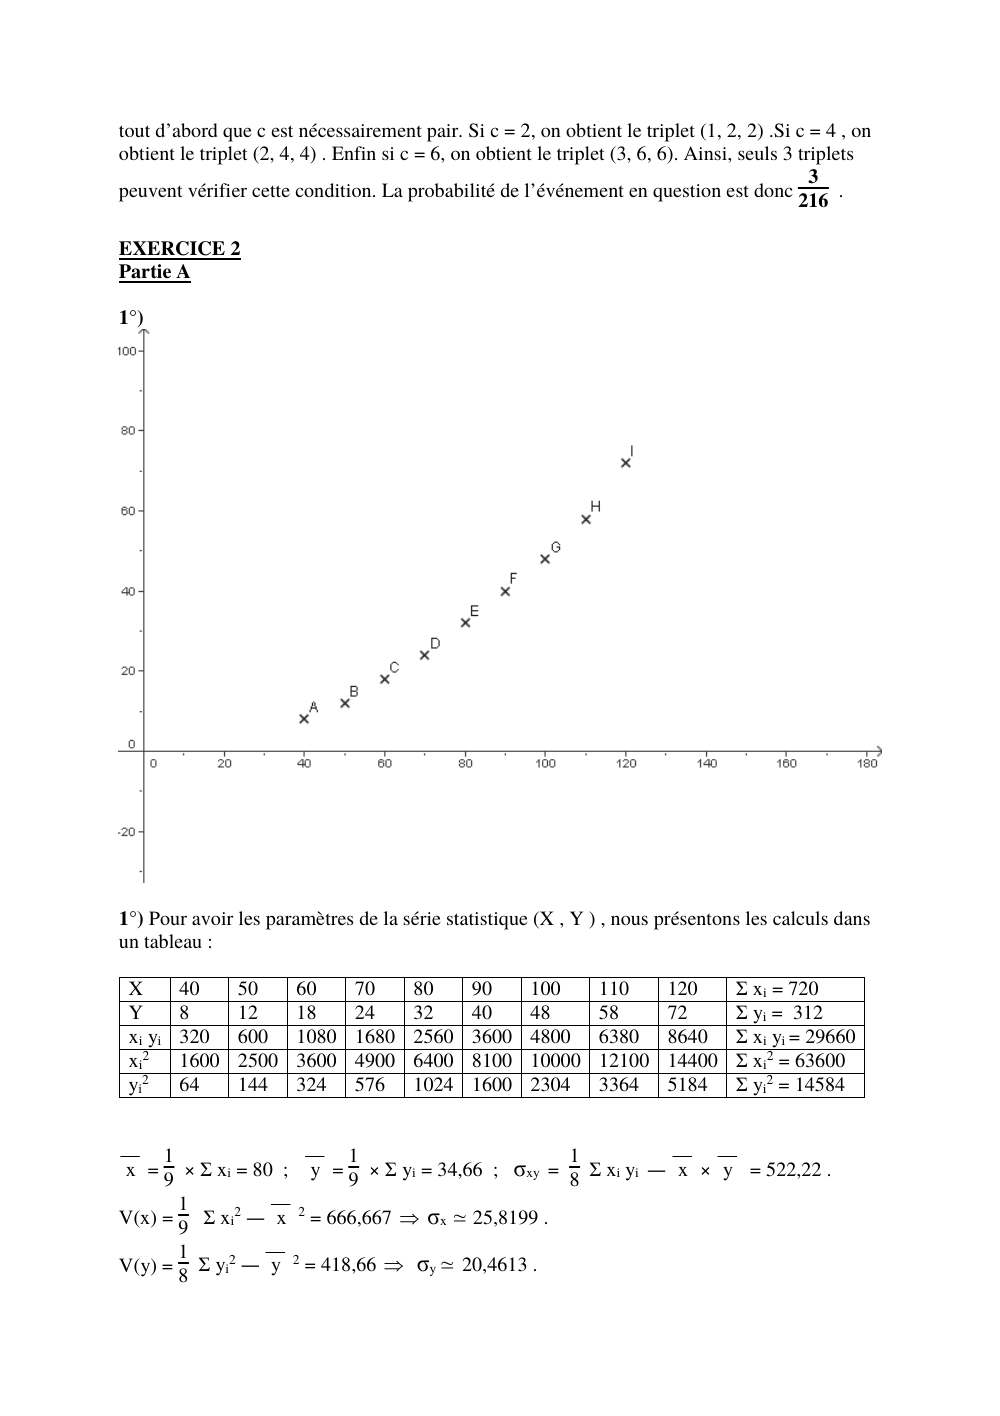 tout d’abord que c est nécessairement pair. Si c = 2, on obtient le triplet (1, 2, 2) .Si c = 4 , on
obtient le triplet (2, 4, 4) . Enfin si c = 6, on obtient le triplet (3, 6, 6). Ainsi, seuls 3 triplets
peuvent vérifier cette condition. La probabilité de l’événement en question est donc 3/216 .
EXERCICE 2
Partie A
1°)
100
80
60
40
20
0
-20
0 20 40 60 80 100 120 140 160 180
A
B
C
D
E
F
G
H
I
1°) Pour avoir les paramètres de la série statistique (X , Y ) , nous présentons les calculs dans
un tableau :
X 40 50 60 70 80 90 100 110 120 Σ xᵢ = 720
Y 8 12 18 24 32 40 48 58 72 Σ yᵢ = 312
xᵢ yᵢ 320 600 1080 1680 2560 3600 4800 6380 8640 Σ xᵢ yᵢ = 29660
xᵢ² 1600 2500 3600 4900 6400 8100 10000 12100 14400 Σ xᵢ² = 63600
yᵢ² 64 144 324 576 1024 1600 2304 3364 5184 Σ yᵢ² = 14584
x̅ = 1/9 × Σ xᵢ = 80 ; y̅ = 1/9 × Σ yᵢ = 34,66 ; σxy = 1/8 Σ xᵢ yᵢ — x̅ × y̅ = 522,22 .
V(x) = 1/9 Σ xᵢ² — x̅ ² = 666,667 ⇒ σx ≃ 25,8199 .
V(y) = 1/8 Σ yᵢ² — y̅ ² = 418,66 ⇒ σy ≃ 20,4613 .